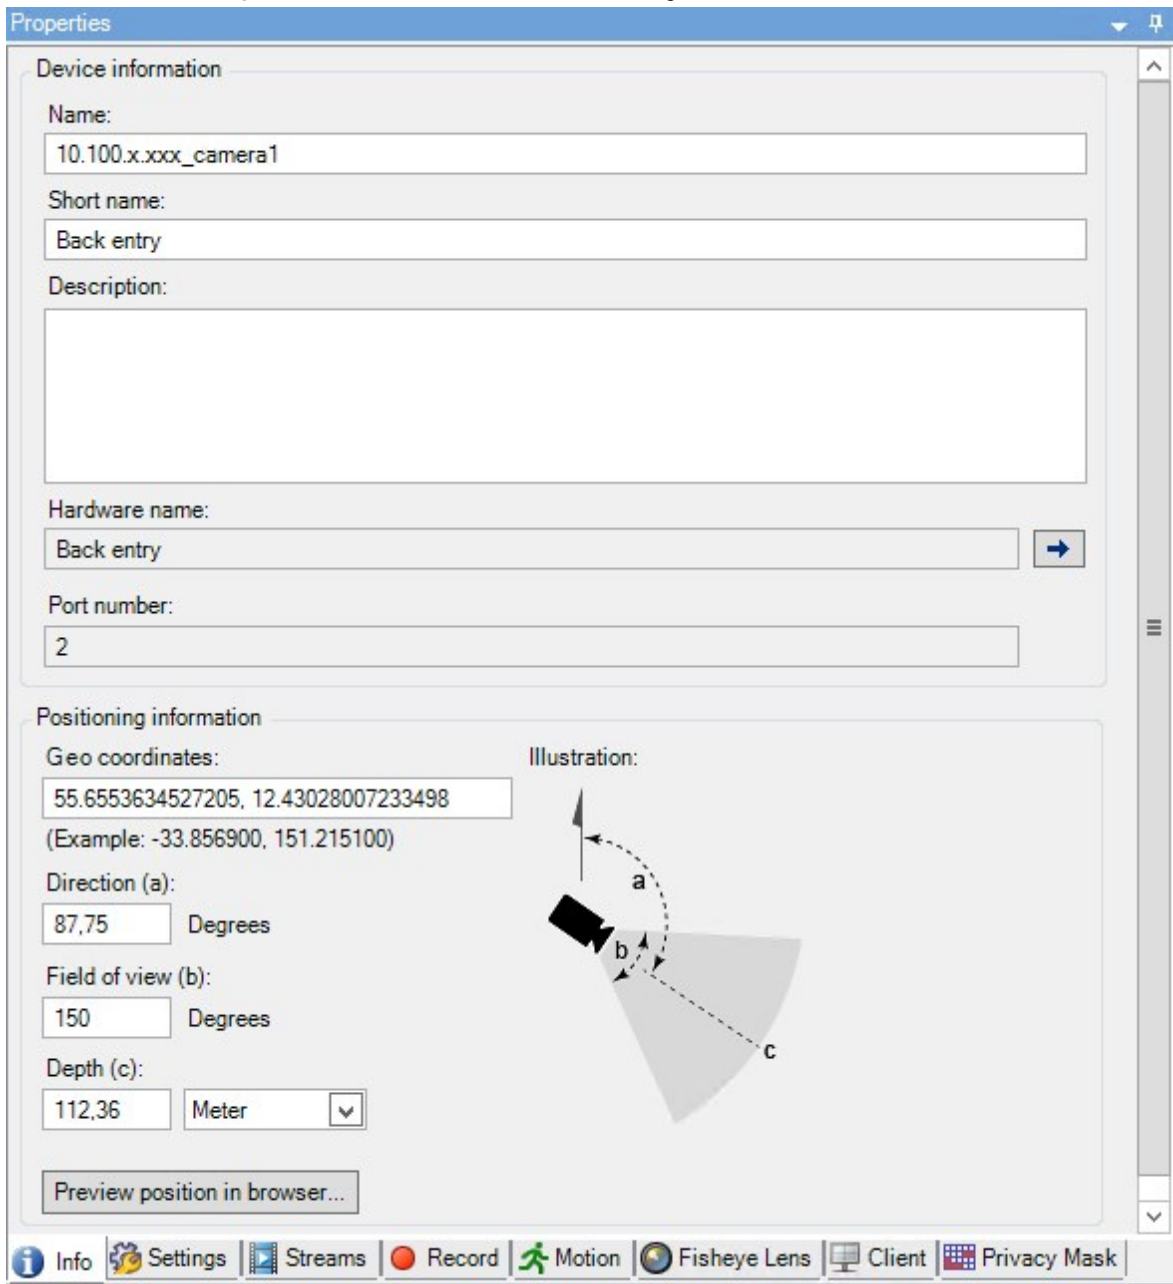 Properties
Device information
Name:
10.100.x.xxx_camera1
Short name:
Back entry
Description:
Hardware name:
Back entry
Port number:
2
Positioning information
Geo coordinates:
Illustration:
55.6553634527205, 12.43028007233498
(Example: -33.856900, 151.215100)
Direction (a):
87,75 Degrees
Field of view (b):
150 Degrees
Depth (c):
112,36 Meter
a
b
c
Preview position in browser...
Info Settings Streams Record Motion Fisheye Lens Client Privacy Mask